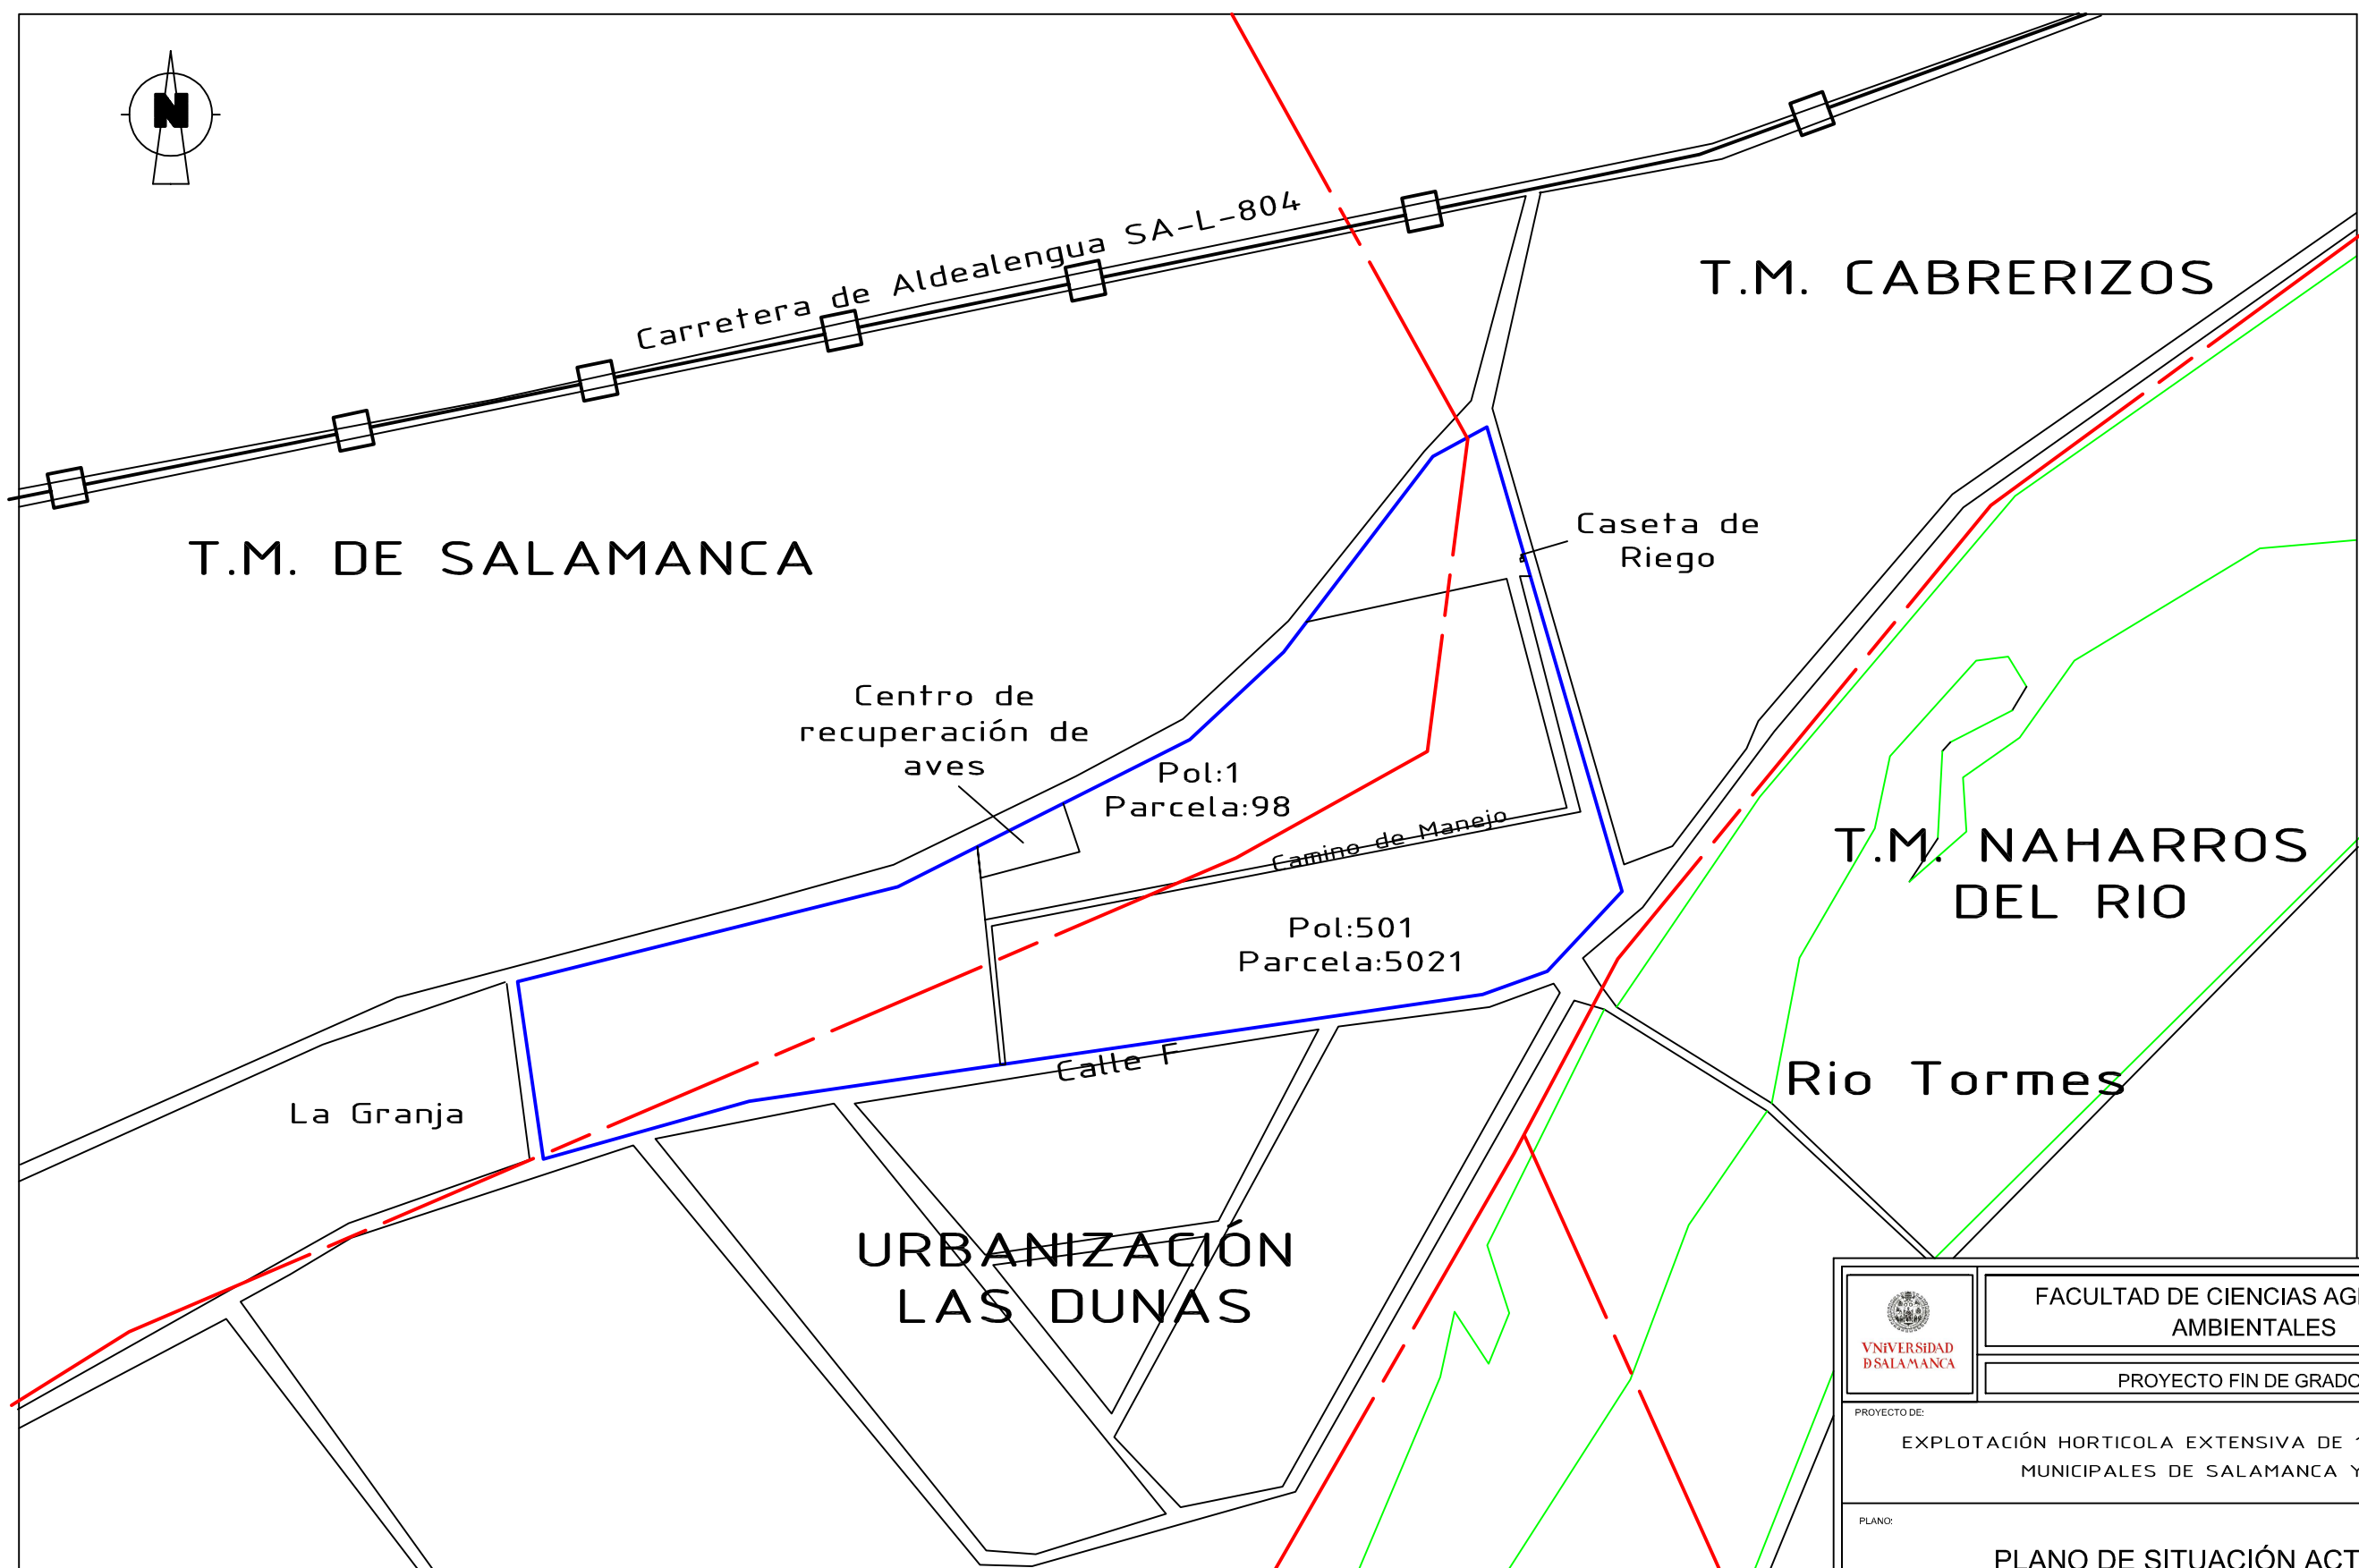 N
Carretera de Aldealengua SA-L-804
T.M. CABRERIZOS
T.M. DE SALAMANCA
Caseta de
Riego
Centro de
recuperación de
aves
Pol:1
Parcela:98
Camino de Manejo
T.M. NAHARROS
DEL RIO
Pol:501
Parcela:5021
Calle F
Rio Tormes
La Granja
URBANIZACIÓN
LAS DUNAS
VNiVERSiDAD
D SALAMANCA
FACULTAD DE CIENCIAS AG
AMBIENTALES
PROYECTO FIN DE GRADO
PROYECTO DE:
EXPLOTACIÓN HORTICOLA EXTENSIVA DE
MUNICIPALES DE SALAMANCA Y
PLANO:
PLANO DE SITUACIÓN ACT